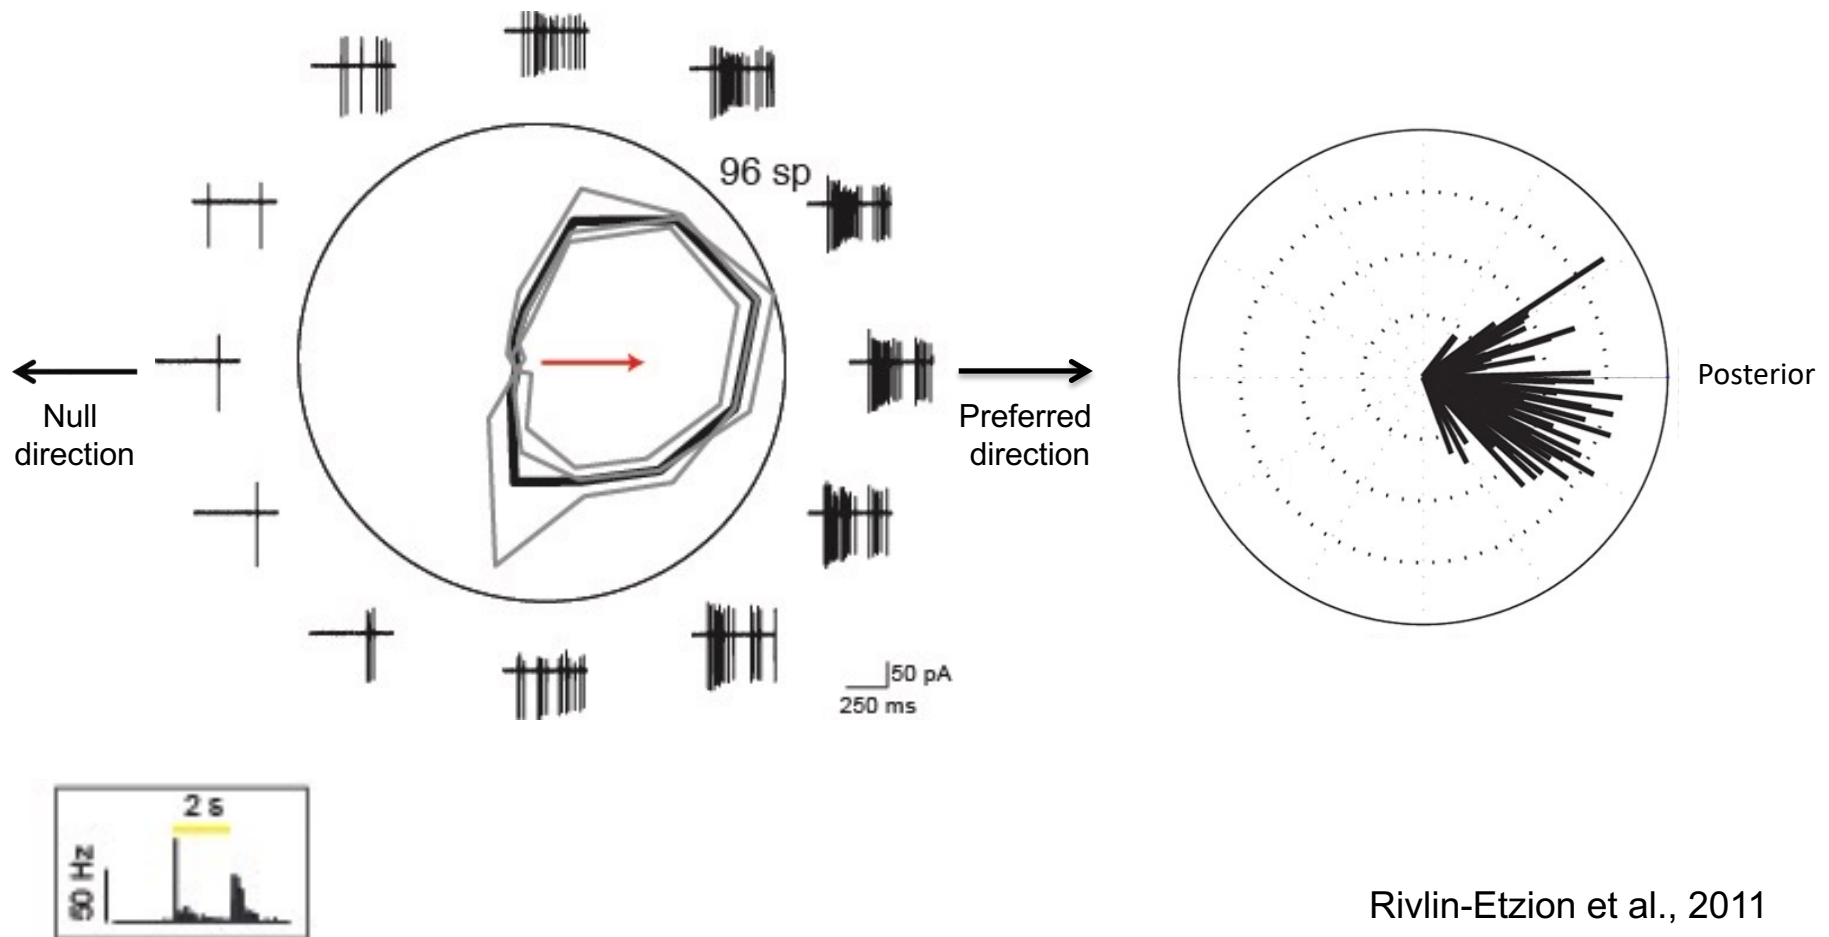 96 sp
Null
direction
Preferred
direction
Posterior
50 pA
250 ms
2 s
50 Hz
Rivlin-Etzion et al., 2011